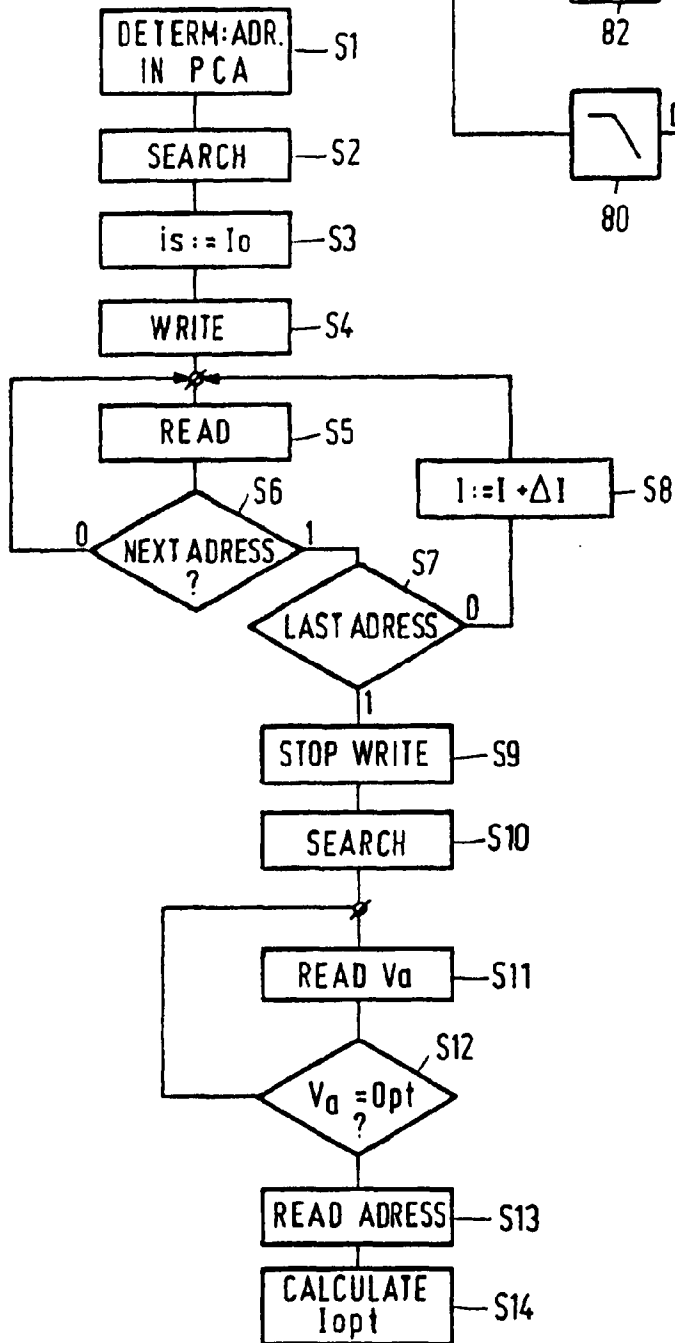 DETERM:ADR.
IN PCA
S1
82
SEARCH
S2
80
is := Io
S3
WRITE
S4
READ
S5
I:=I+ΔI
S8
S6
0
NEXT ADRESS
?
1
S7
LAST ADRESS
0
1
STOP WRITE
S9
SEARCH
S10
READ Va
S11
S12
Va =Opt
?
READ ADRESS
S13
CALCULATE
Iopt
S14